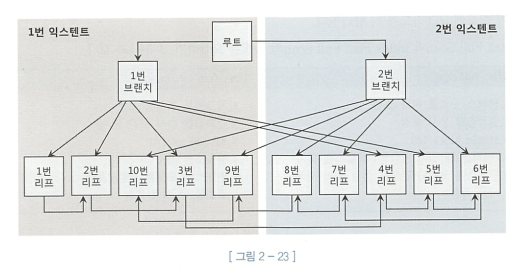 1번 익스텐트
2번 익스텐트
루트
1번
브랜치
2번
브랜치
1번
리프
2번
리프
10번
리프
3번
리프
9번
리프
8번
리프
7번
리프
4번
리프
5번
리프
6번
리프
[ 그림 2 - 23 ]